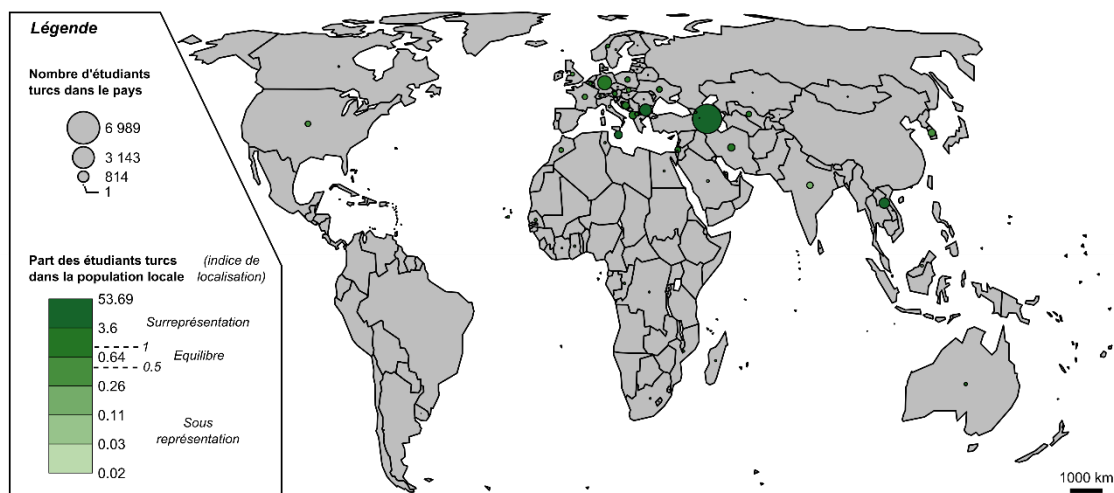 Légende
Nombre d'étudiants
turcs dans le pays
6 989
3 143
814
1
Part des étudiants turcs
dans la population locale
(indice de
localisation)
53.69
Surreprésentation
3.6
1
0.64
Equilibre
0.5
0.26
0.11
Sous
représentation
0.03
0.02
1000 km